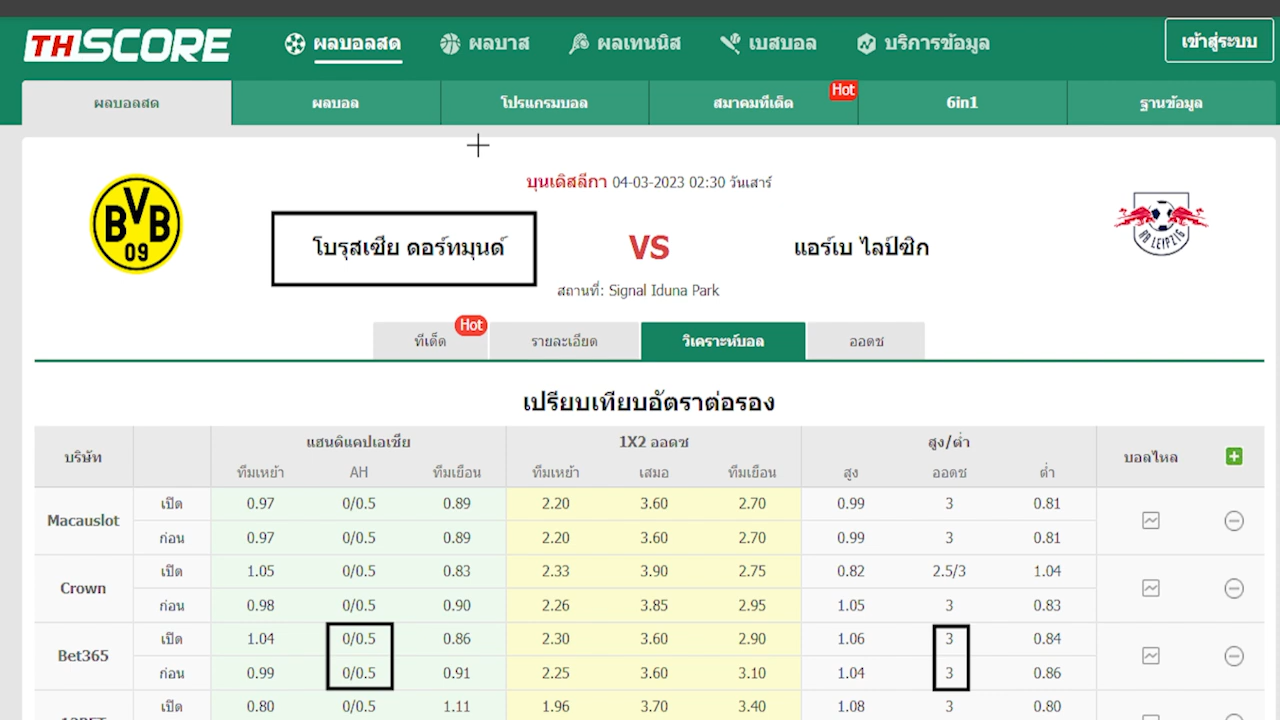 THSCORE ผลบอลสด ผลบาส ผลเทนนิส เบสบอล บริการข้อมูล เข้าสู่ระบบ
ผลบอลสด ผลบอล โปรแกรมบอล สมาคมทีเด็ด Hot 6in1 ฐานข้อมูล
บุนเดิสลีกา 04-03-2023 02:30 วันเสาร์
BVB 09 โบรุสเซีย ดอร์ทมุนด์ VS แอร์เบ ไลป์ซิก RB LEIPZIG
สถานที่: Signal Iduna Park
ทีเด็ด Hot รายละเอียด วิเคราะห์บอล ออดซ
เปรียบเทียบอัตราต่อรอง
บริษัท แฮนดิแคปเอเชีย 1X2 ออดซ สูง/ต่ำ บอลไหล
ทีมเหย้า AH ทีมเยือน ทีมเหย้า เสมอ ทีมเยือน สูง ออดซ ต่ำ
Macauslot เปิด 0.97 0/0.5 0.89 2.20 3.60 2.70 0.99 3 0.81
ก่อน 0.97 0/0.5 0.89 2.20 3.60 2.70 0.99 3 0.81
Crown เปิด 1.05 0/0.5 0.83 2.33 3.90 2.75 0.82 2.5/3 1.04
ก่อน 0.98 0/0.5 0.90 2.26 3.85 2.95 1.05 3 0.83
Bet365 เปิด 1.04 0/0.5 0.86 2.30 3.60 2.90 1.06 3 0.84
ก่อน 0.99 0/0.5 0.91 2.25 3.60 3.10 1.04 3 0.86
เปิด 0.80 0/0.5 1.11 1.96 3.70 3.40 1.08 3 0.80